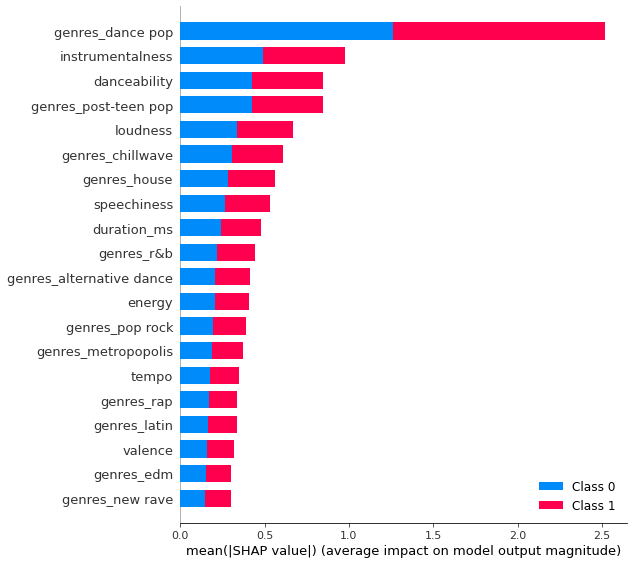 genres_dance pop
instrumentalness
danceability
genres_post-teen pop
loudness
genres_chillwave
genres_house
speechiness
duration_ms
genres_r&b
genres_alternative dance
energy
genres_pop rock
genres_metropopolis
tempo
genres_rap
genres_latin
valence
genres_edm
genres_new rave
Class 0
Class 1
0.0 0.5 1.0 1.5 2.0 2.5
mean(|SHAP value|) (average impact on model output magnitude)